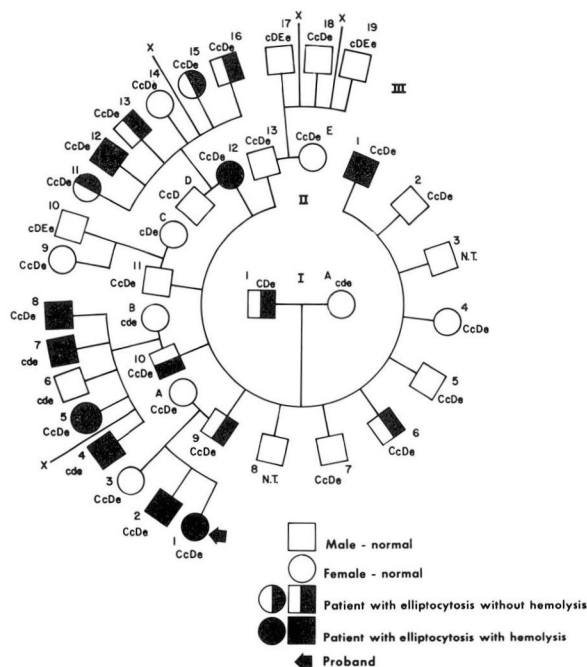 17 X 18 X 19
cDEe CcDe cDEe
III
X 14 15 16
CcDe CcDe CcDe
13
CcDe
12
CcDe
11
CcDe
10
cDEe
9
CcDe
C
cDe
11
CcDe
D
CcD
12
CcDe
13
CcDe
E
CcDe
II
1 CcDe
2
CcDe
3
N.T.
4
CcDe
5
CcDe
6
CcDe
7
CcDe
8
N.T.
9
CcDe
10
CcDe
I
1 A
CDe cde
B
cde
A
CcDe
8
CcDe
7
cde
6
cde
5
CcDe
X
4
cde
3
CcDe
2
CcDe
1
CcDe
Male - normal
Female - normal
Patient with elliptocytosis without hemolysis
Patient with elliptocytosis with hemolysis
Proband